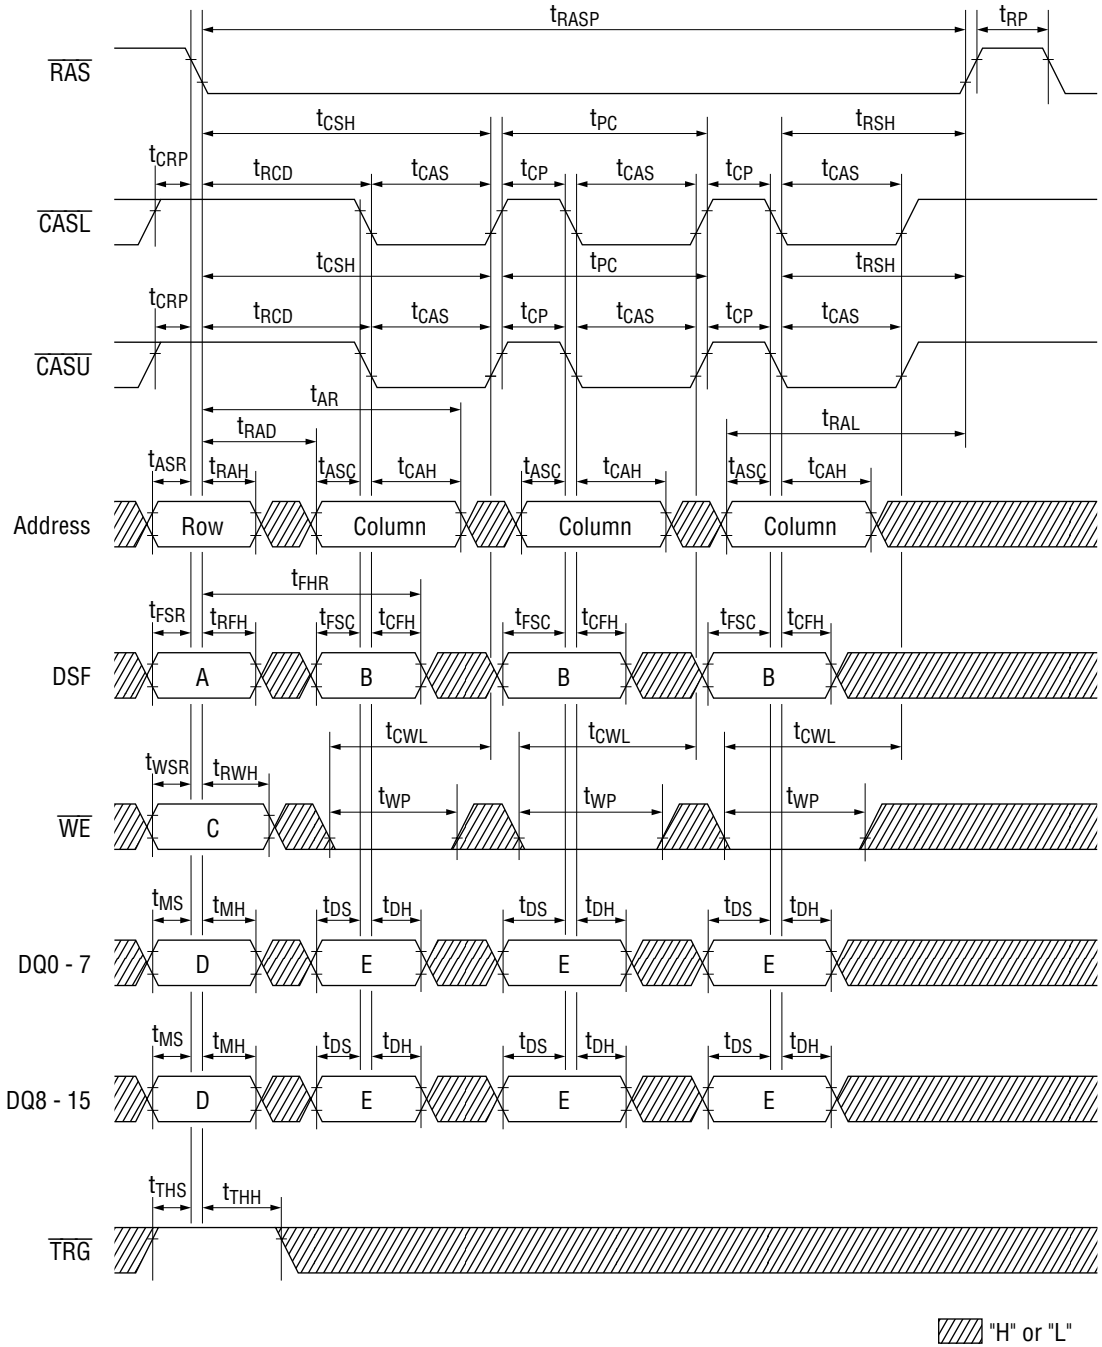 tRASP tRP
RAS
tCSH tPC tRSH
tCRP tRCD tCAS tCP tCAS tCP tCAS
CASL
tCSH tPC tRSH
tCRP tRCD tCAS tCP tCAS tCP tCAS
CASU
tAR
tRAD tRAL
tASR tRAH tASC tCAH tASC tCAH tASC tCAH
Address Row Column Column Column
tFHR
tFSR tRFH tFSC tCFH tFSC tCFH tFSC tCFH
DSF A B B B
tCWL tCWL tCWL
tWSR tRWH
tWP tWP tWP
WE C
tMS tMH tDS tDH tDS tDH tDS tDH
DQ0 - 7 D E E E
tMS tMH tDS tDH tDS tDH tDS tDH
DQ8 - 15 D E E E
tTHS tTHH
TRG
"H" or "L"